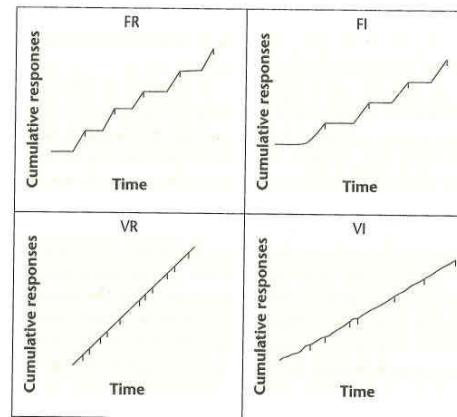 FR
Cumulative responses
Time
FI
Cumulative responses
Time
VR
Cumulative responses
Time
VI
Cumulative responses
Time